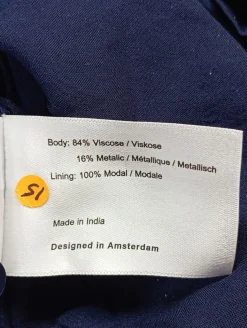 Body: 84% Viscose / Viskose
16% Metalic / Métallique / Metallisch
Lining: 100% Modal / Modale
51
Made in India
Designed in Amsterdam